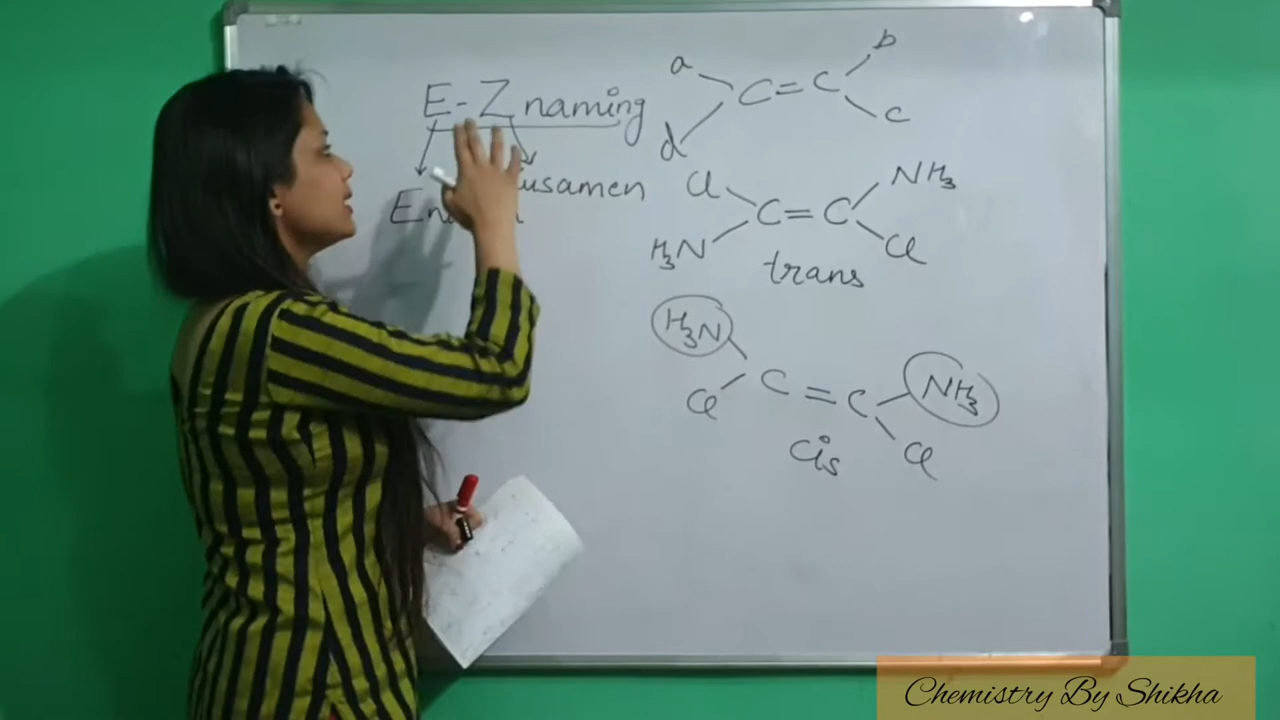 E-Z naming
usamen
En
a b
C=C
d c
Cl NH3
C=C
H3N Cl
trans
H3N
NH3
C=C
Cl Cl
Cis
Chemistry By Shikha